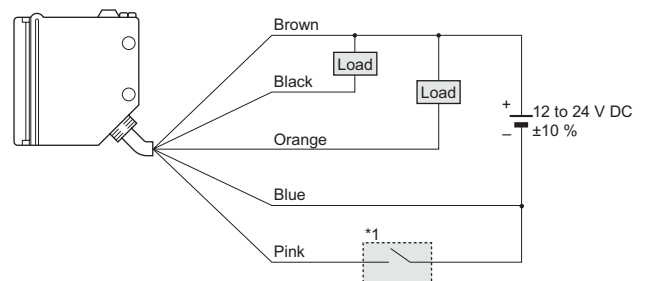 Brown
Load
Black
Load
+
12 to 24 V DC
–
±10 %
Orange
Blue
*1
Pink